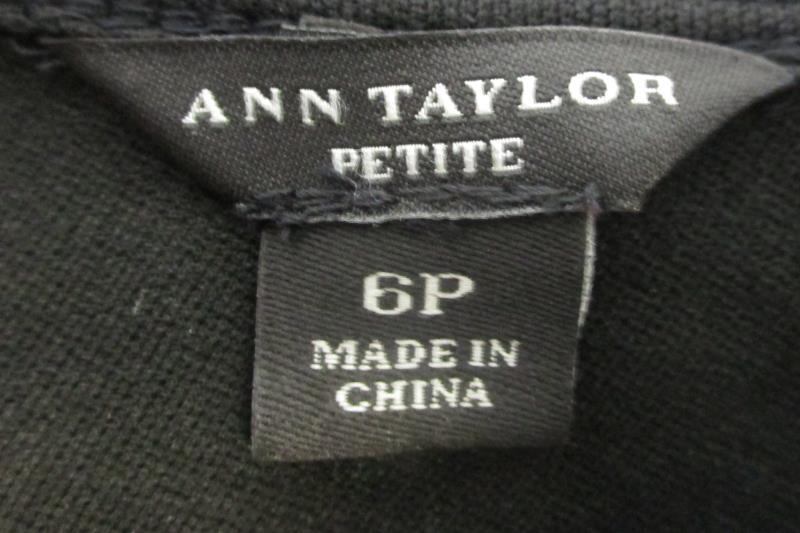 ANN TAYLOR
PETITE
6P
MADE IN
CHINA